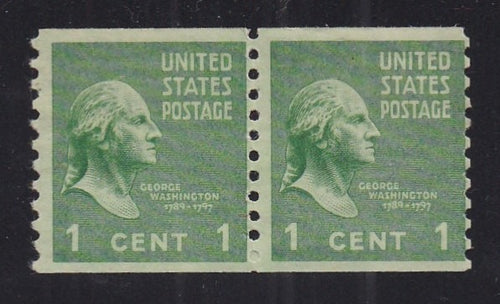 UNITED
STATES
POSTAGE
GEORGE
WASHINGTON
1789-1797
1 CENT 1
UNITED
STATES
POSTAGE
GEORGE
WASHINGTON
1789-1797
1 CENT 1